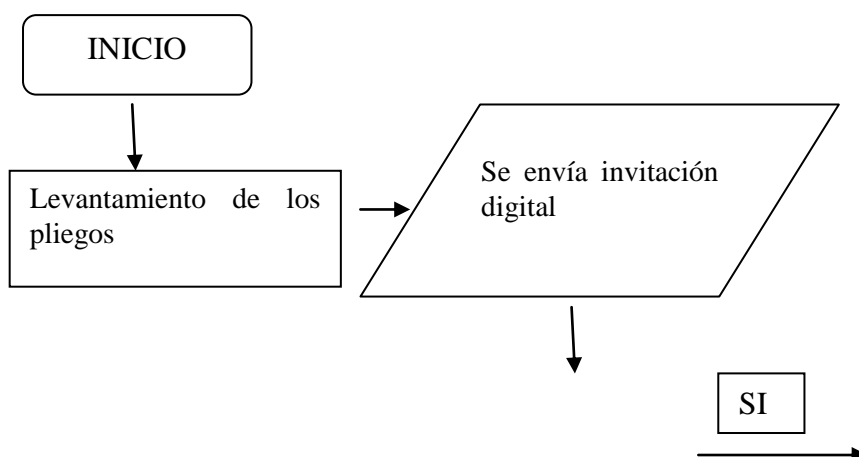 INICIO
Levantamiento de los
pliegos
Se envía invitación
digital
SI